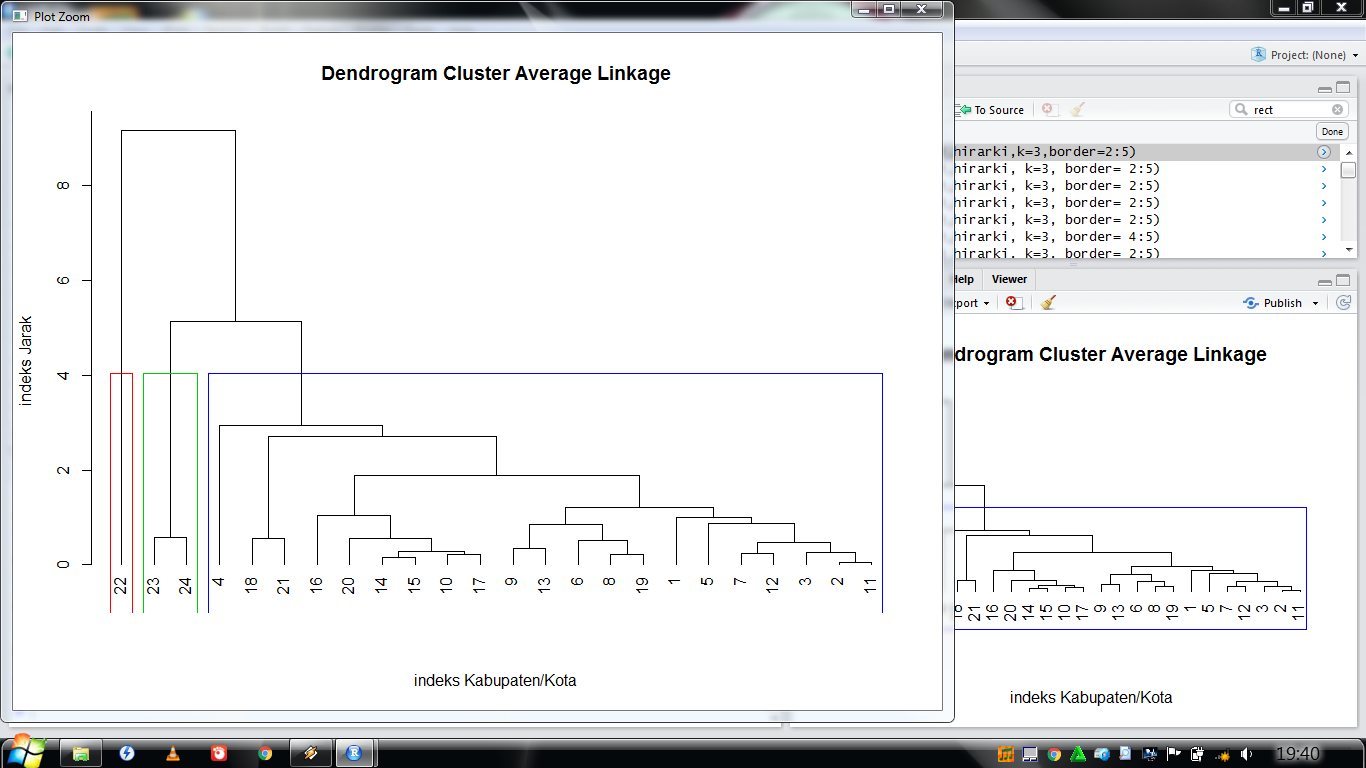 Plot Zoom
Dendrogram Cluster Average Linkage
8
6
4
2
0
indeks Jarak
22
23
24
4
18
21
16
20
14
15
10
17
9
13
6
8
19
1
5
7
12
3
2
11
indeks Kabupaten/Kota
Project: (None)
To Source
rect
Done
hirarki,k=3,border=2:5)
hirarki, k=3, border= 2:5)
hirarki, k=3, border= 2:5)
hirarki, k=3, border= 2:5)
hirarki, k=3, border= 2:5)
hirarki, k=3, border= 4:5)
hirarki, k=3, border= 2:5)
Help Viewer
port Publish
drogram Cluster Average Linkage
8
21
16
20
14
15
10
17
9
13
6
8
19
1
5
7
12
3
2
11
indeks Kabupaten/Kota
19:40